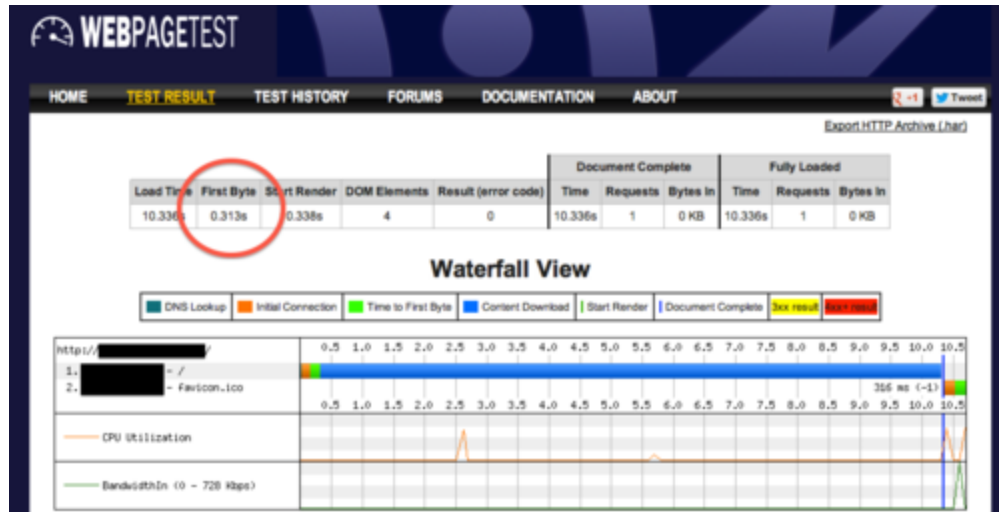 WEBPAGETEST
HOME TEST RESULT TEST HISTORY FORUMS DOCUMENTATION ABOUT Tweet
Export HTTP Archive (.har)
Document Complete Fully Loaded
Load Time First Byte Start Render DOM Elements Result (error code) Time Requests Bytes In Time Requests Bytes In
10.336s 0.313s 0.338s 4 0 10.336s 1 0 KB 10.336s 1 0 KB
Waterfall View
DNS Lookup Initial Connection Time to First Byte Content Download Start Render Document Complete 3xx result 4xx+ result
http:// / 0.5 1.0 1.5 2.0 2.5 3.0 3.5 4.0 4.5 5.0 5.5 6.0 6.5 7.0 7.5 8.0 8.5 9.0 9.5 10.0 10.5
1. - /
2. - favicon.ico 316 ms (-1)
0.5 1.0 1.5 2.0 2.5 3.0 3.5 4.0 4.5 5.0 5.5 6.0 6.5 7.0 7.5 8.0 8.5 9.0 9.5 10.0 10.5
CPU Utilization
BandwidthIn (0 - 728 Kbps)